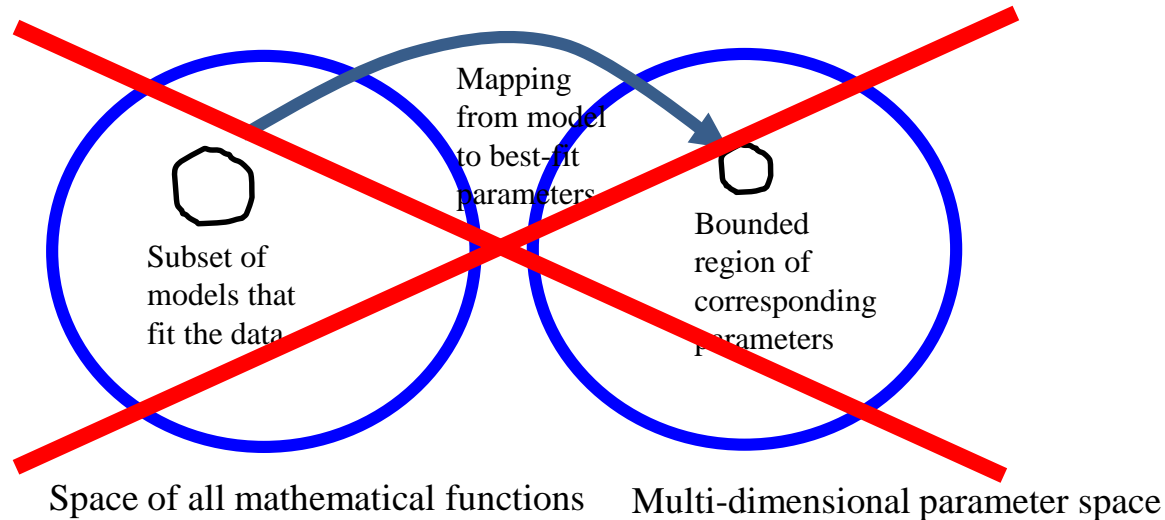 Mapping
from model
to best-fit
parameters
Subset of
models that
fit the data
Bounded
region of
corresponding
parameters
Space of all mathematical functions
Multi-dimensional parameter space